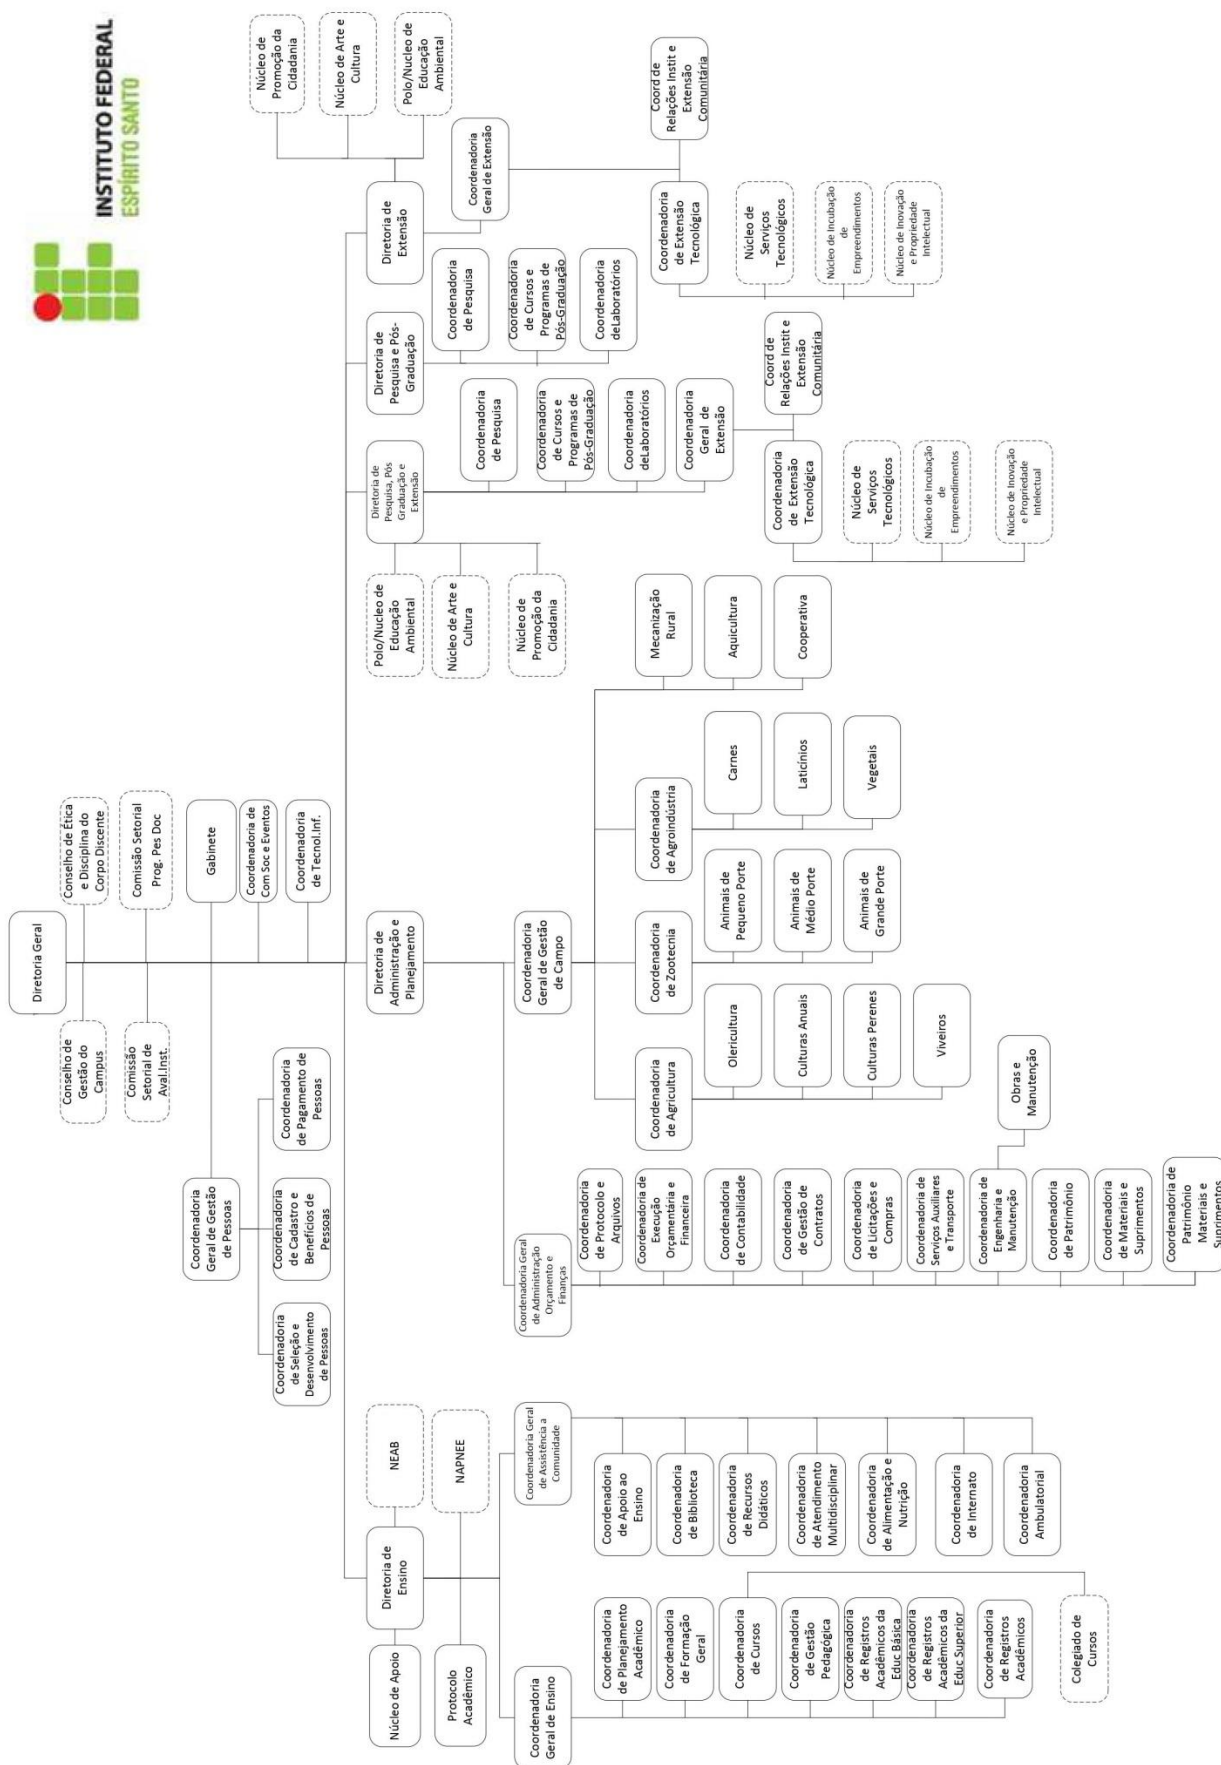 INSTITUTO FEDERAL
ESPÍRITO SANTO
Diretoria Geral
Conselho de
Gestão do
Campus
Conselho de Ética
e Disciplina do
Corpo Discente
Comissão
Setorial de
Aval.Inst.
Comissão Setorial
Prog. Pes Doc
Gabinete
Coordenadoria de
Com Soc e Eventos
Coordenadoria
de Tecnol.Inf.
Coordenadoria
Geral de Gestão
de Pessoas
Coordenadoria
de Seleção e
Desenvolvimento
de Pessoas
Coordenadoria
de Cadastro e
Benefícios de
Pessoas
Coordenadoria
de Pagamento de
Pessoas
Núcleo de Apoio
Diretoria de
Ensino
NEAB
Protocolo
Acadêmico
NAPNEE
Coordenadoria
Geral de Ensino
Coordenadoria
de Planejamento
Acadêmico
Coordenadoria
de Formação
Geral
Coordenadoria
de Cursos
Coordenadoria
de Gestão
Pedagógica
Coordenadoria
de Registros
Acadêmicos da
Educ Básica
Coordenadoria
de Registros
Acadêmicos da
Educ Superior
Coordenadoria
de Registros
Acadêmicos
Colegiado de
Cursos
Coordenadoria Geral
de Assistência a
Comunidade
Coordenadoria
de Apoio ao
Ensino
Coordenadoria
de Biblioteca
Coordenadoria
de Recursos
Didáticos
Coordenadoria
de Atendimento
Multidisciplinar
Coordenadoria
de Alimentação e
Nutrição
Coordenadoria
de Internato
Coordenadoria
Ambulatorial
Diretoria de
Administração e
Planejamento
Coordenadoria Geral
de Administração
Orçamento e
Finanças
Coordenadoria
de Protocolo e
Arquivos
Coordenadoria de
Execução
Orçamentária e
Financeira
Coordenadoria
de Contabilidade
Coordenadoria
de Gestão de
Contratos
Coordenadoria
de Licitações e
Compras
Coordenadoria de
Serviços Auxiliares
e Transporte
Coordenadoria de
Engenharia e
Manutenção
Obras e
Manutenção
Coordenadoria
de Patrimônio
Coordenadoria
de Materiais e
Suprimentos
Coordenadoria de
Patrimônio
Materiais e
Suprimentos
Coordenadoria
Geral de Gestão
de Campo
Coordenadoria
de Agricultura
Olericultura
Culturas Anuais
Culturas Perenes
Viveiros
Coordenadoria
de Zootecnia
Animais de
Pequeno Porte
Animais de
Médio Porte
Animais de
Grande Porte
Coordenadoria
de Agroindústria
Carnes
Laticínios
Vegetais
Mecanização
Rural
Aquicultura
Cooperativa
Diretoria de
Pesquisa, Pós
Graduação e
Extensão
Polo/Nucleo de
Educação
Ambiental
Núcleo de Arte e
Cultura
Núcleo de
Promoção da
Cidadania
Coordenadoria
de Pesquisa
Coordenadoria
de Cursos e
Programas de
Pós-Graduação
Coordenadoria
deLaboratórios
Coordenadoria
Geral de
Extensão
Coordenadoria
de Extensão
Tecnológica
Coord de
Relações Instit e
Extensão
Comunitária
Núcleo de
Serviços
Tecnológicos
Núcleo de Incubação
de
Empreendimentos
Núcleo de Inovação
e Propriedade
Intelectual
Diretoria de
Pesquisa e Pós-
Graduação
Coordenadoria
de Pesquisa
Coordenadoria
de Cursos e
Programas de
Pós-Graduação
Coordenadoria
deLaboratórios
Diretoria de
Extensão
Núcleo de
Promoção da
Cidadania
Núcleo de Arte e
Cultura
Polo/Nucleo de
Educação
Ambiental
Coordenadoria
Geral de Extensão
Coordenadoria
de Extensão
Tecnológica
Coord de
Relações Instit e
Extensão
Comunitária
Núcleo de
Serviços
Tecnológicos
Núcleo de Incubação
de
Empreendimentos
Núcleo de Inovação
e Propriedade
Intelectual